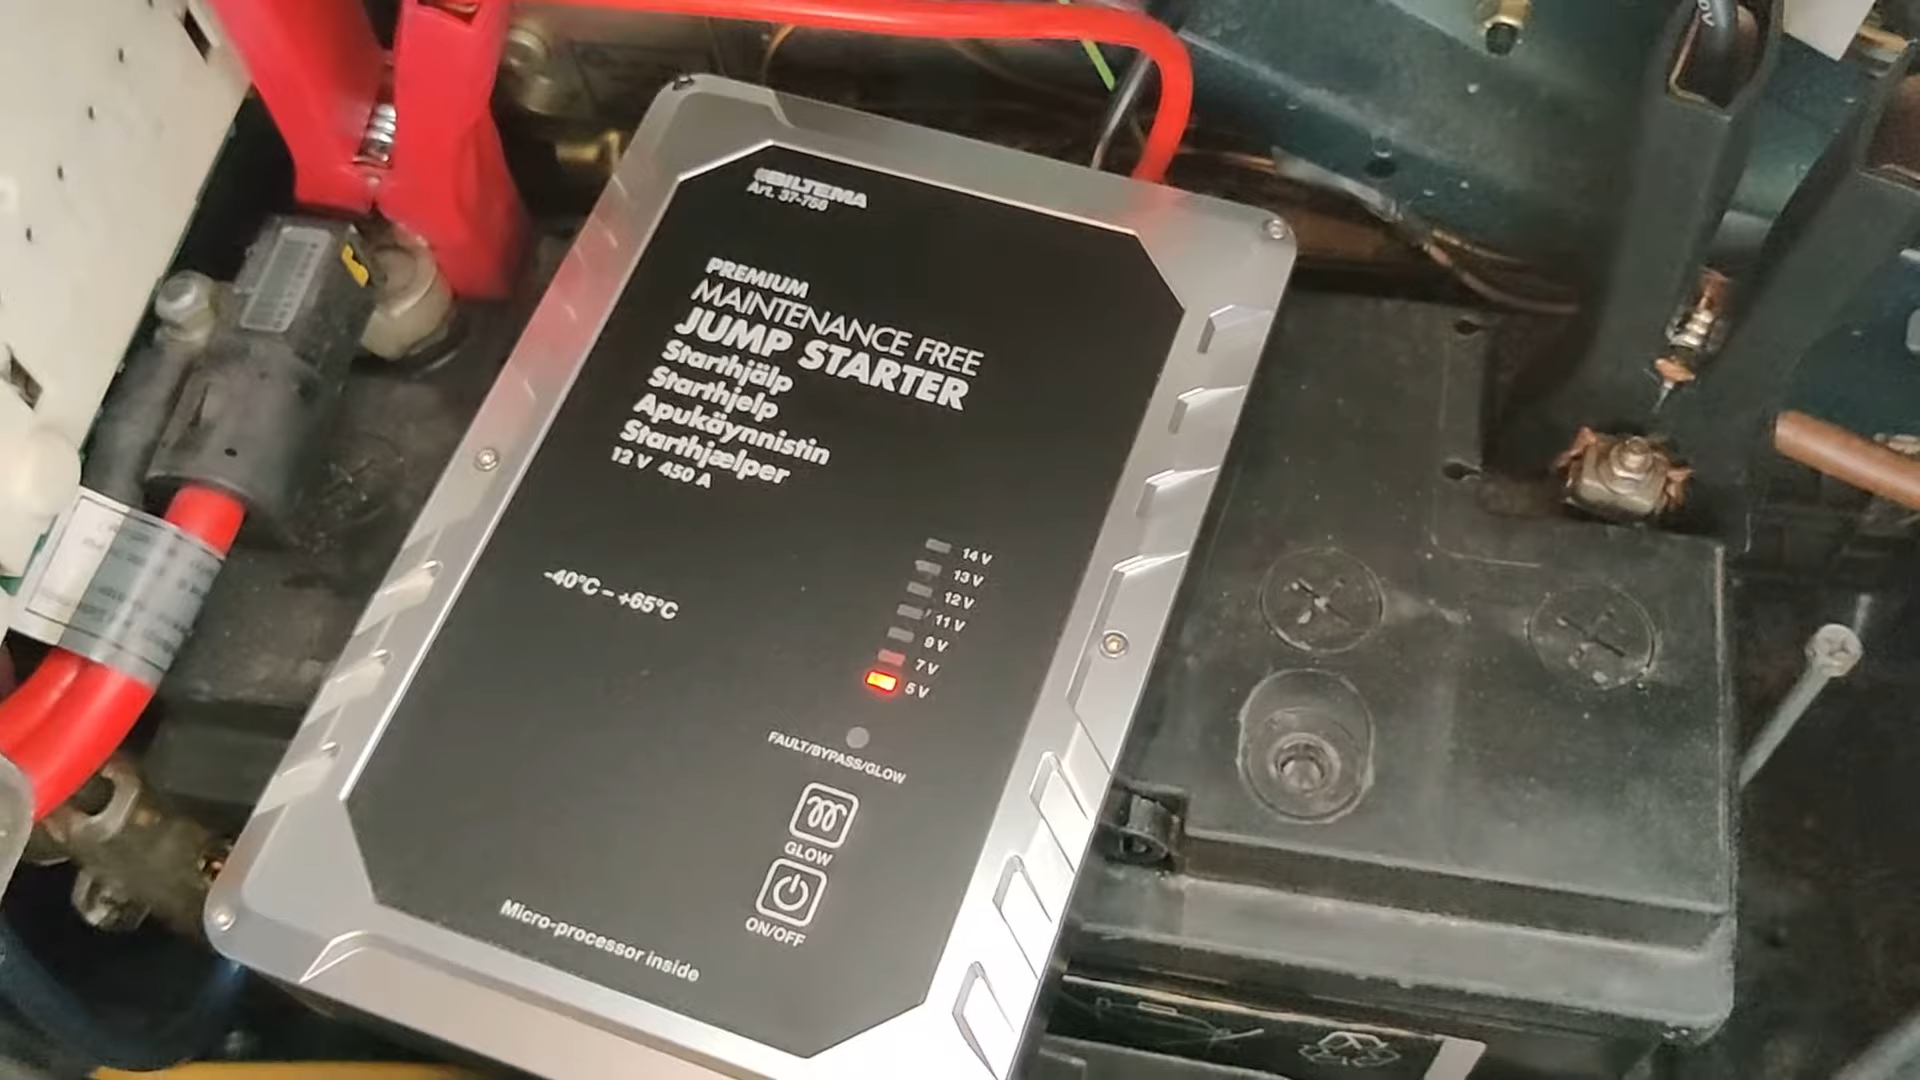 BILTEMA
Art. 37-756
PREMIUM
MAINTENANCE FREE
JUMP STARTER
Starthjälp
Starthjelp
Apukäynnistin
Starthjælper
12 V 450 A
-40°C – +65°C
14 V
13 V
12 V
11 V
9 V
7 V
5 V
FAULT/BYPASS/GLOW
GLOW
ON/OFF
Micro-processor inside